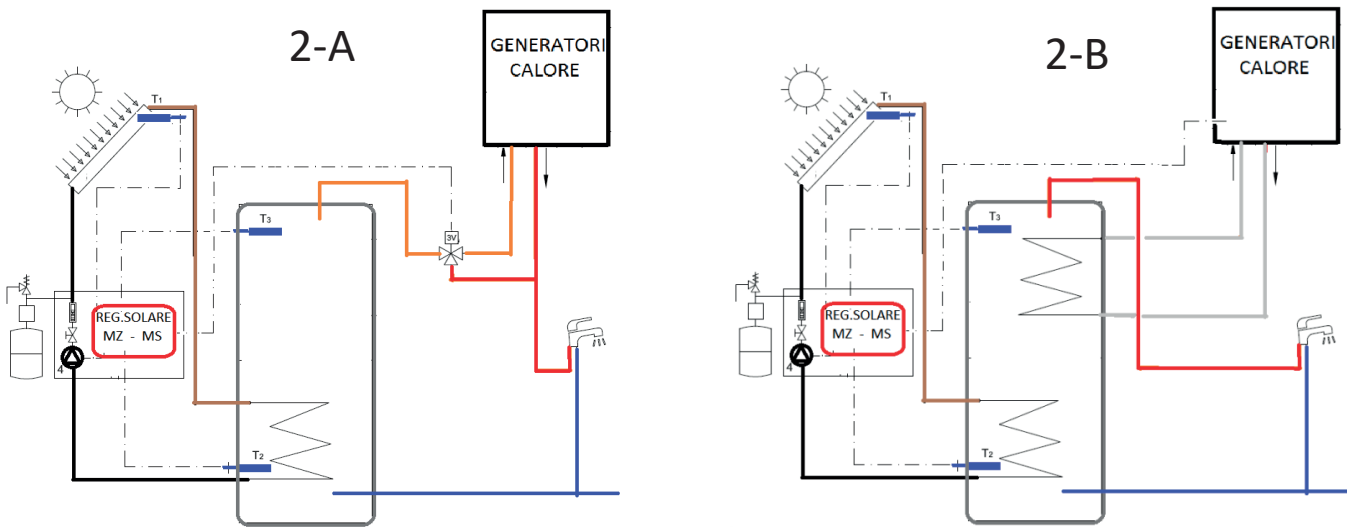 2-A
GENERATORI
CALORE
T1
T3
3V
REG.SOLARE
MZ - MS
4
T2
2-B
GENERATORI
CALORE
T1
T3
REG.SOLARE
MZ - MS
4
T2